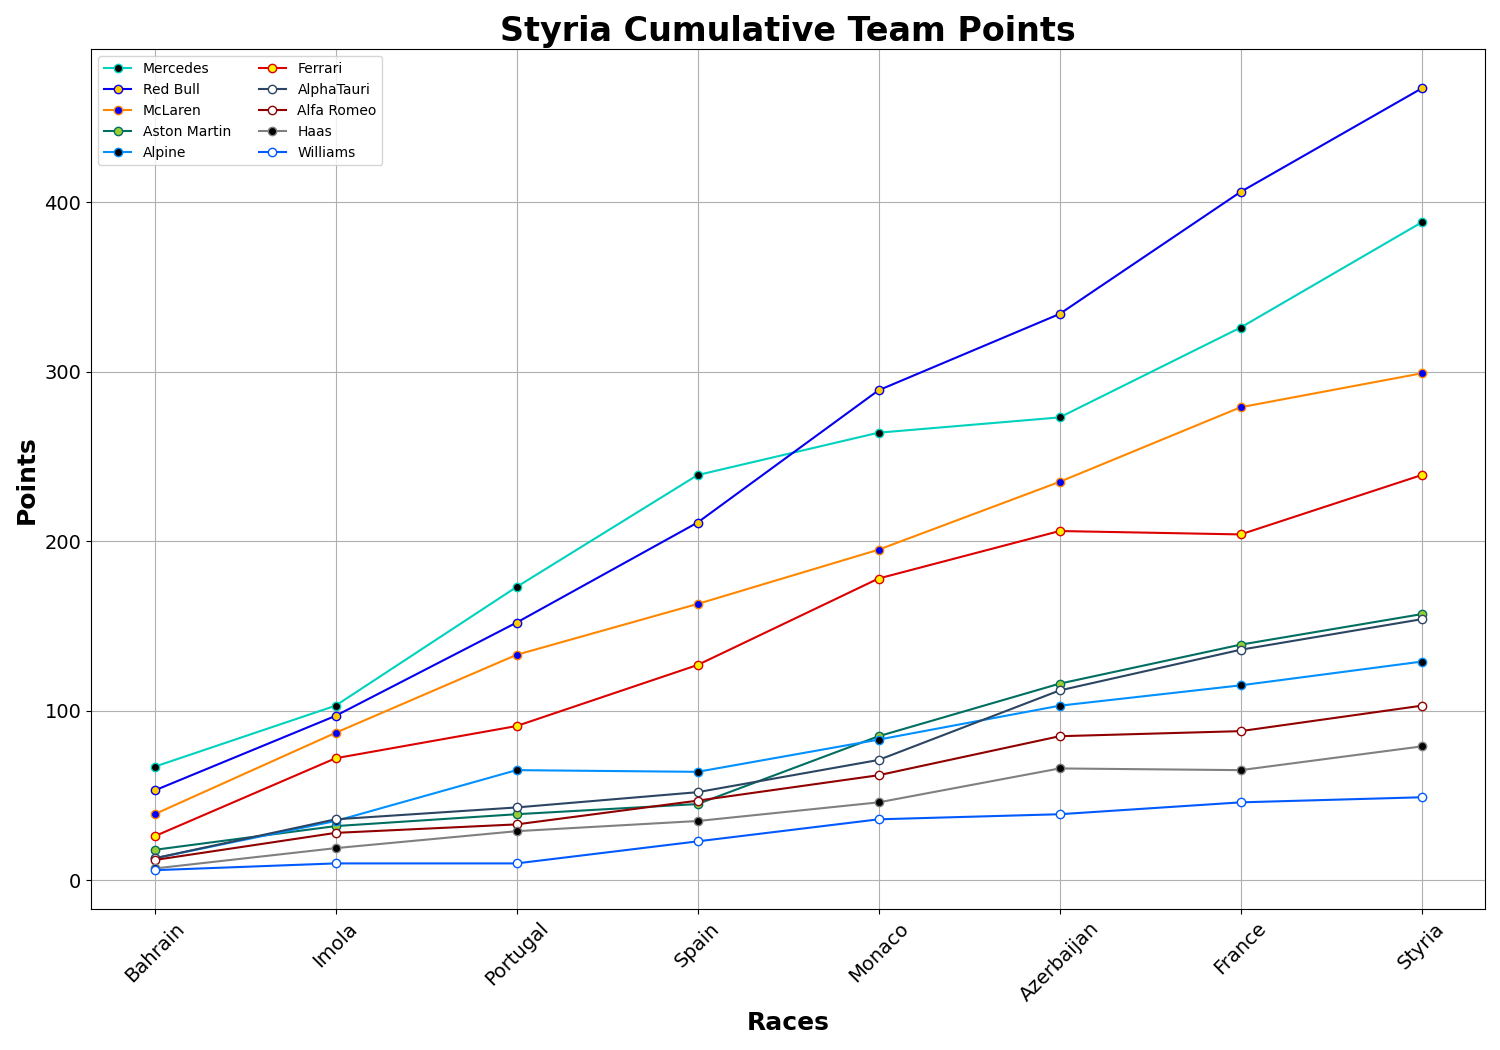 Styria Cumulative Team Points
Mercedes
Red Bull
McLaren
Aston Martin
Alpine
Ferrari
AlphaTauri
Alfa Romeo
Haas
Williams
Points
400
300
200
100
0
Bahrain
Imola
Portugal
Spain
Monaco
Azerbaijan
France
Styria
Races